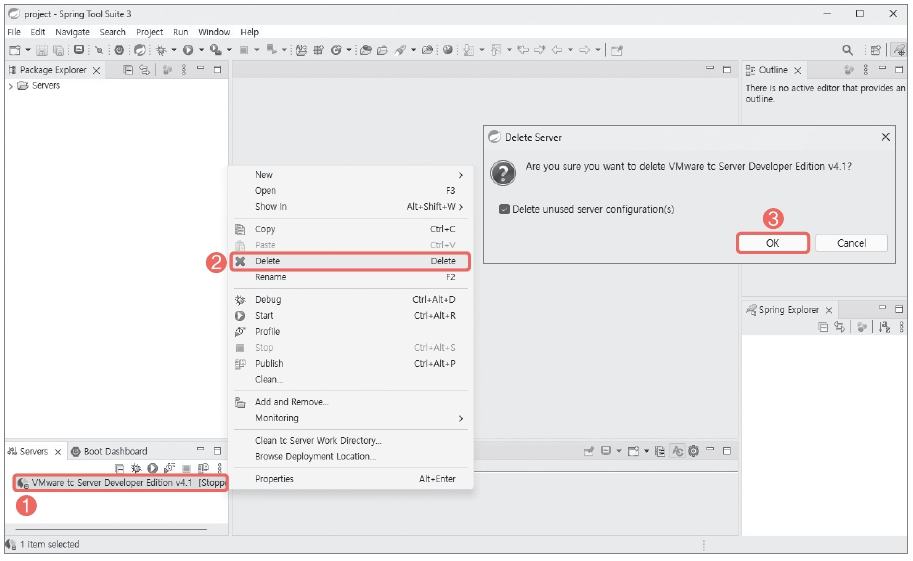 project - Spring Tool Suite 3
File Edit Navigate Search Project Run Window Help
Package Explorer
Servers
Outline
There is no active editor that provides an
outline.
Delete Server
Are you sure you want to delete VMware tc Server Developer Edition v4.1?
Delete unused server configuration(s)
3
OK Cancel
New
Open F3
Show In Alt+Shift+W
Copy Ctrl+C
Paste Ctrl+V
2
Delete Delete
Rename F2
Debug Ctrl+Alt+D
Start Ctrl+Alt+R
Profile
Stop Ctrl+Alt+S
Publish Ctrl+Alt+P
Clean...
Add and Remove...
Monitoring
Clean tc Server Work Directory...
Browse Deployment Location...
Properties Alt+Enter
Spring Explorer
Servers Boot Dashboard
VMware tc Server Developer Edition v4.1 [Stoppe
1
1 item selected